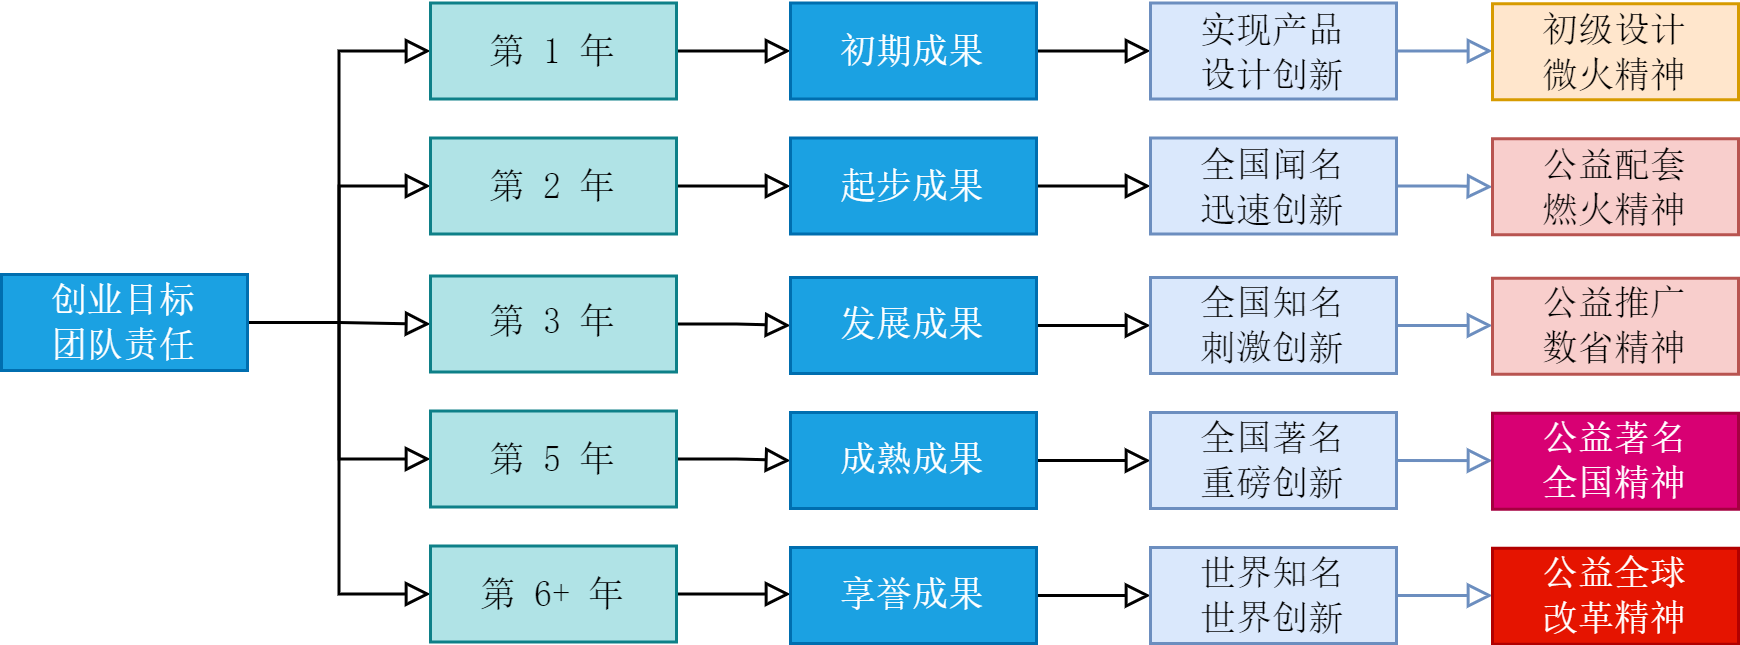 创业目标
团队责任
第 1 年
初期成果
实现产品
设计创新
初级设计
微火精神
第 2 年
起步成果
全国闻名
迅速创新
公益配套
燃火精神
第 3 年
发展成果
全国知名
刺激创新
公益推广
数省精神
第 5 年
成熟成果
全国著名
重磅创新
公益著名
全国精神
第 6+ 年
享誉成果
世界知名
世界创新
公益全球
改革精神